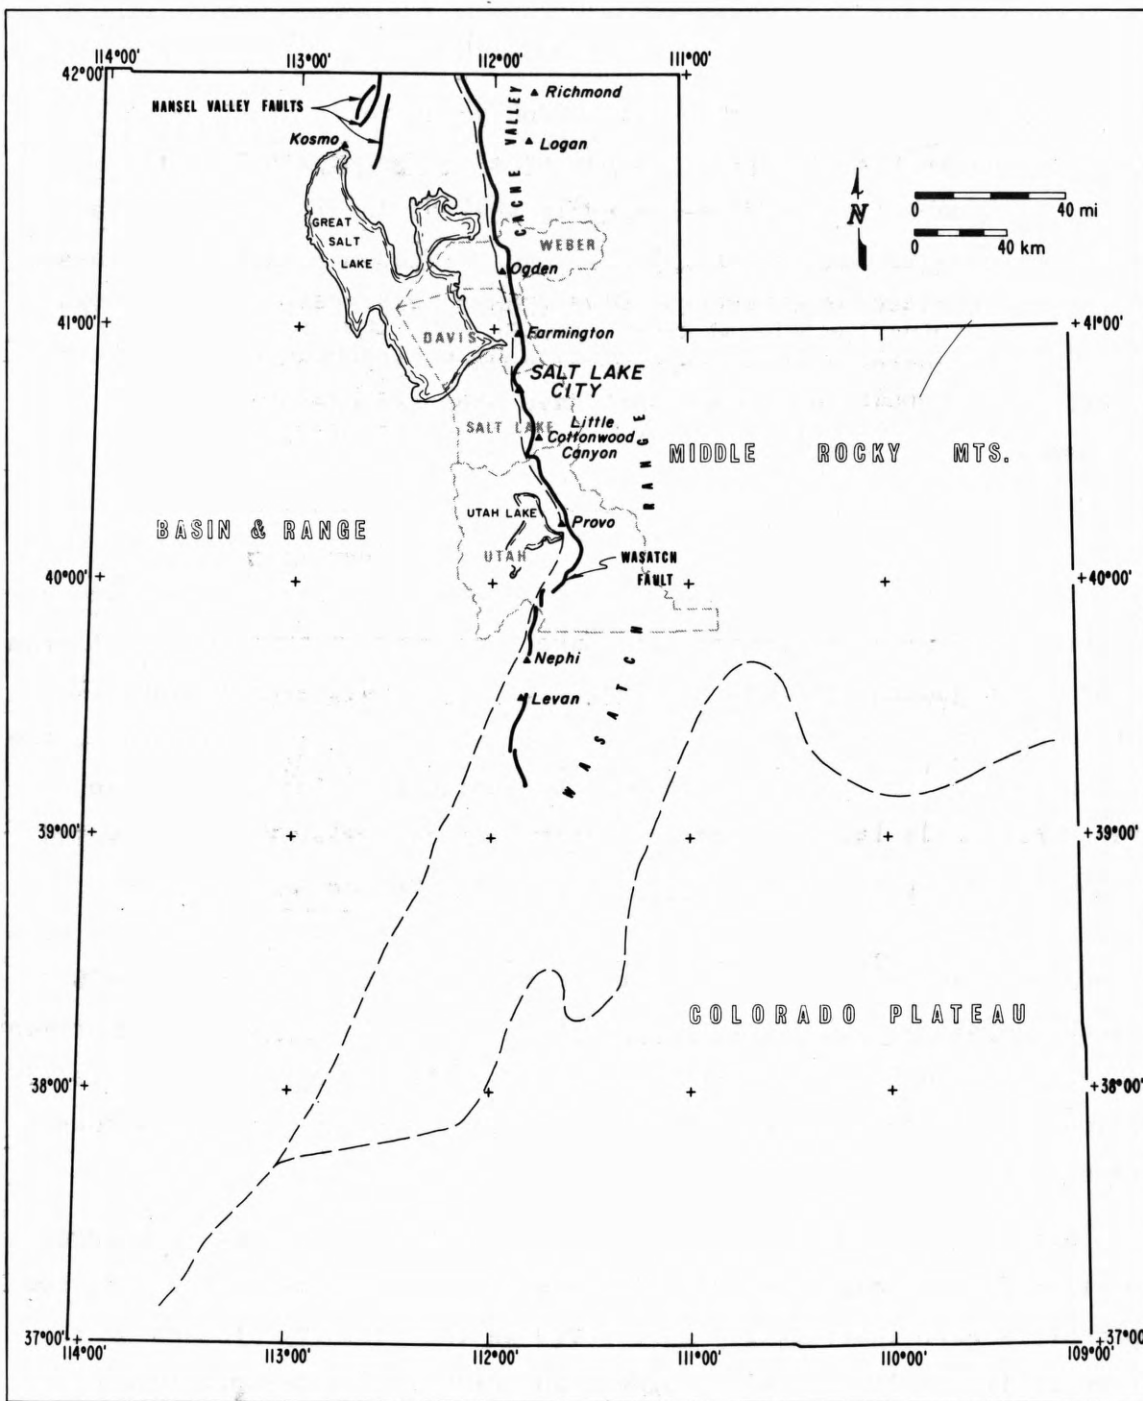 114°00'
113°00'
112°00'
111°00'
42°00'
HANSEL VALLEY FAULTS
Kosmo
CACHE VALLEY
Richmond
Logan
N
40 mi
40 km
GREAT
SALT
LAKE
WEBER
Ogden
41°00'
41°00'
DAVIS
Farmington
SALT LAKE
CITY
SALT LAKE
Little
Cottonwood
Canyon
WASATCH RANGE
MIDDLE ROCKY MTS.
BASIN & RANGE
UTAH LAKE
Provo
UTAH
WASATCH
FAULT
40°00'
40°00'
Nephi
Levan
39°00'
39°00'
COLORADO PLATEAU
38°00'
38°00'
37°00'
37°00'
114°00'
113°00'
112°00'
111°00'
110°00'
109°00'